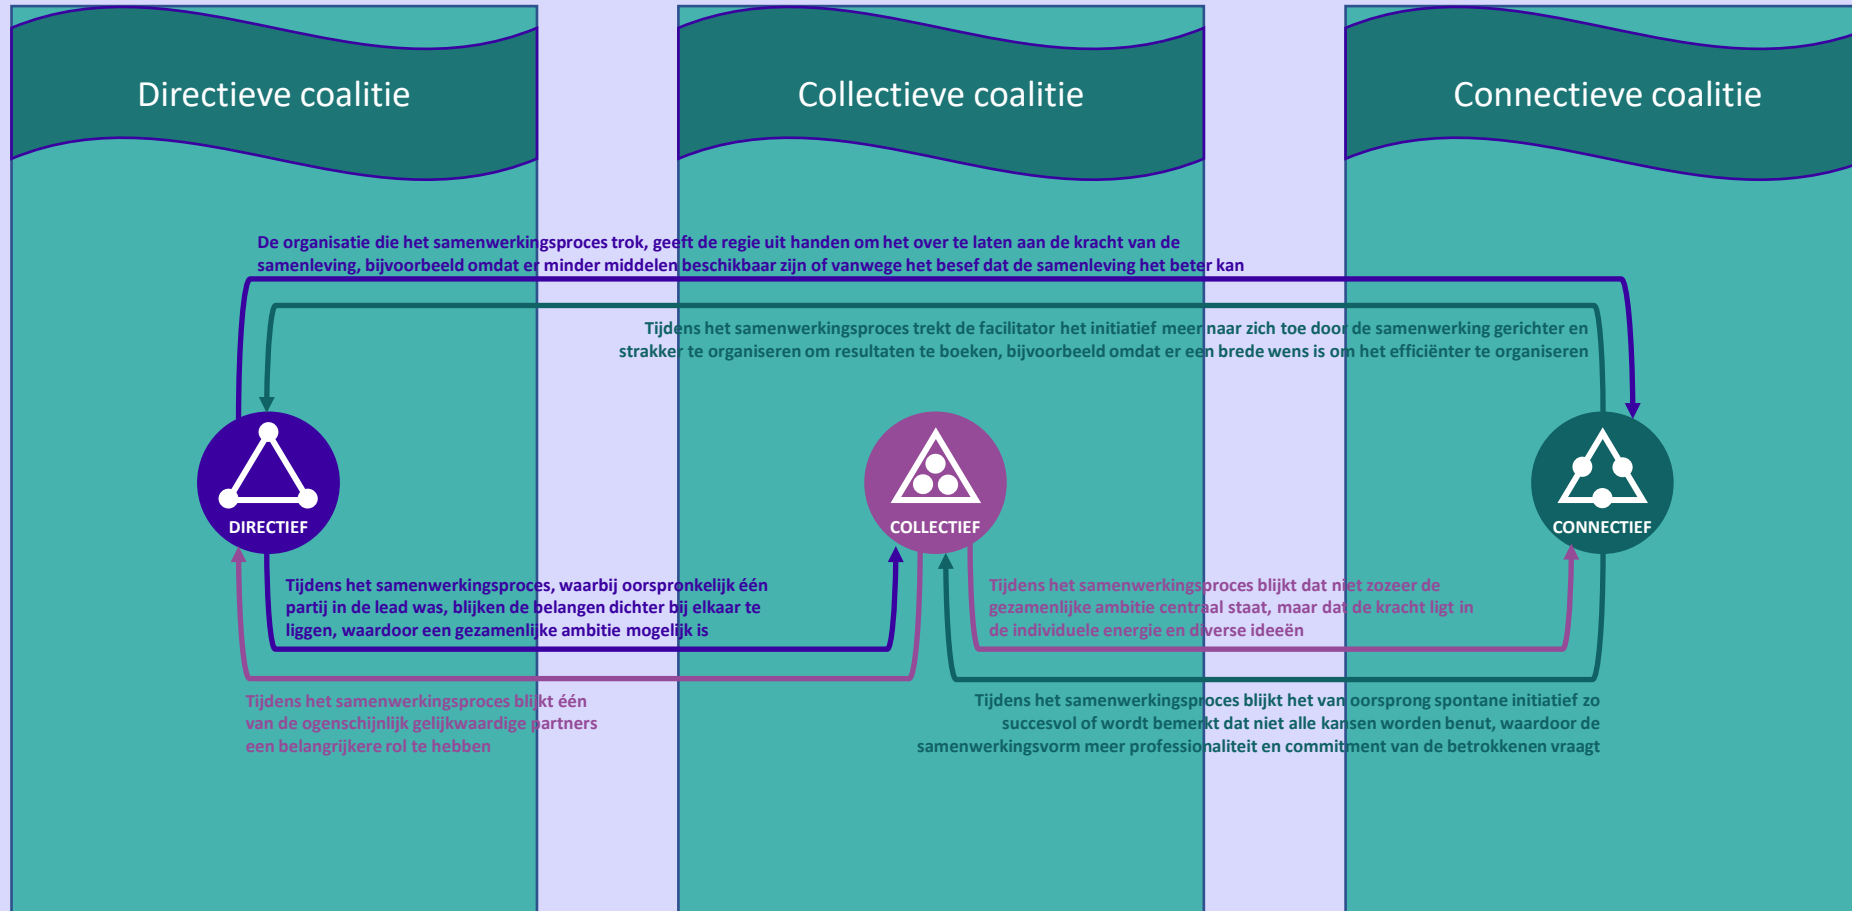 Directieve coalitie
Collectieve coalitie
Connectieve coalitie
De organisatie die het samenwerkingsproces trok, geeft de regie uit handen om het over te laten aan de kracht van de
samenleving, bijvoorbeeld omdat er minder middelen beschikbaar zijn of vanwege het besef dat de samenleving het beter kan
Tijdens het samenwerkingsproces trekt de facilitator het initiatief meer naar zich toe door de samenwerking gerichter en
strakker te organiseren om resultaten te boeken, bijvoorbeeld omdat er een brede wens is om het efficiënter te organiseren
DIRECTIEF
COLLECTIEF
CONNECTIEF
Tijdens het samenwerkingsproces, waarbij oorspronkelijk één
partij in de lead was, blijken de belangen dichter bij elkaar te
liggen, waardoor een gezamenlijke ambitie mogelijk is
Tijdens het samenwerkingsproces blijkt dat niet zozeer de
gezamenlijke ambitie centraal staat, maar dat de kracht ligt in
de individuele energie en diverse ideeën
Tijdens het samenwerkingsproces blijkt één
van de ogenschijnlijk gelijkwaardige partners
een belangrijkere rol te hebben
Tijdens het samenwerkingsproces blijkt het van oorsprong spontane initiatief zo
succesvol of wordt bemerkt dat niet alle kansen worden benut, waardoor de
samenwerkingsvorm meer professionaliteit en commitment van de betrokkenen vraagt